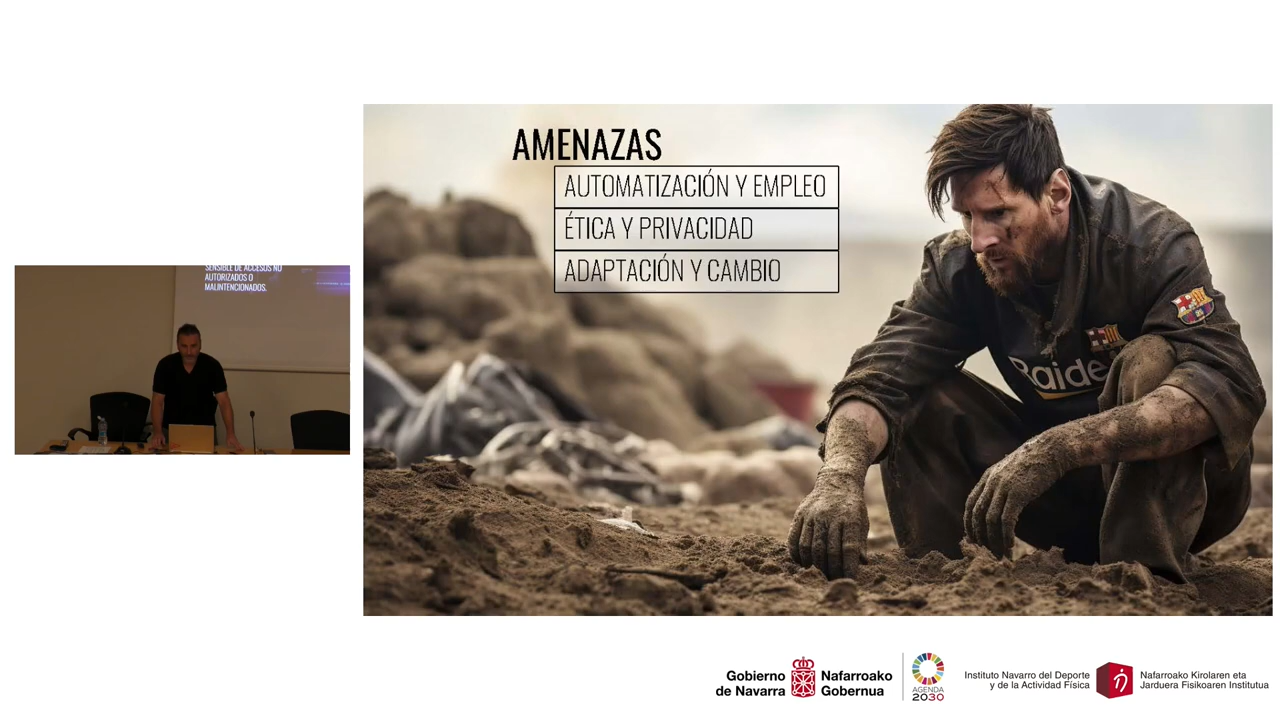 AMENAZAS
AUTOMATIZACIÓN Y EMPLEO
ÉTICA Y PRIVACIDAD
ADAPTACIÓN Y CAMBIO
Raide
SENSIBLE DE ACCESOS NO
AUTORIZADOS O
MALINTENCIONADOS.
Gobierno
de Navarra
Nafarroako
Gobernua
AGENDA
2030
Instituto Navarro del Deporte
y de la Actividad Física
Nafarroako Kirolaren eta
Jarduera Fisikoaren Institutua